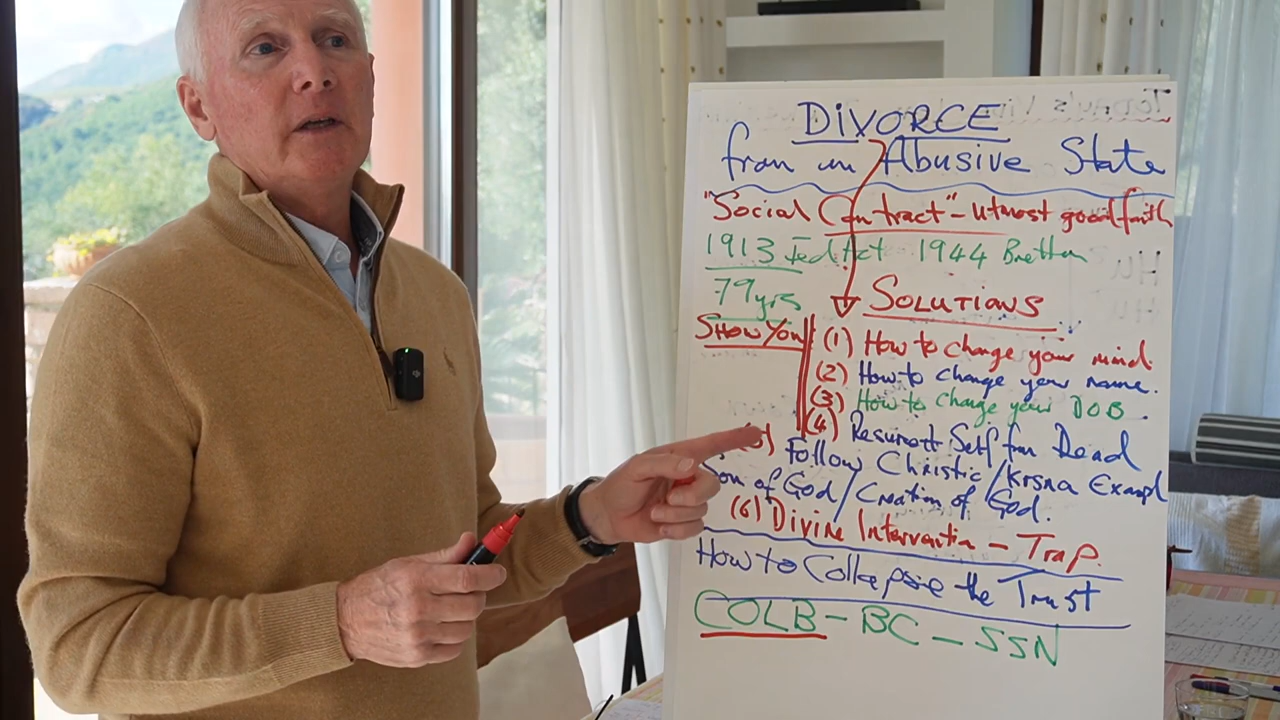 DIVORCE
from an Abusive State
"Social Contract" - utmost good faith
1913 Fed Act 1944 Bretton
79 yrs
SOLUTIONS
SHOW YOU
(1) How to change your mind.
(2) How to change your name.
(3) How to change your DOB.
(4) Resurrect Self from Dead
Follow Christic/Krsna Exampl
Son of God/Creation of God.
(6) Divine Intervention - Trap.
How to Collapse the Trust
COLB - BC - SSN